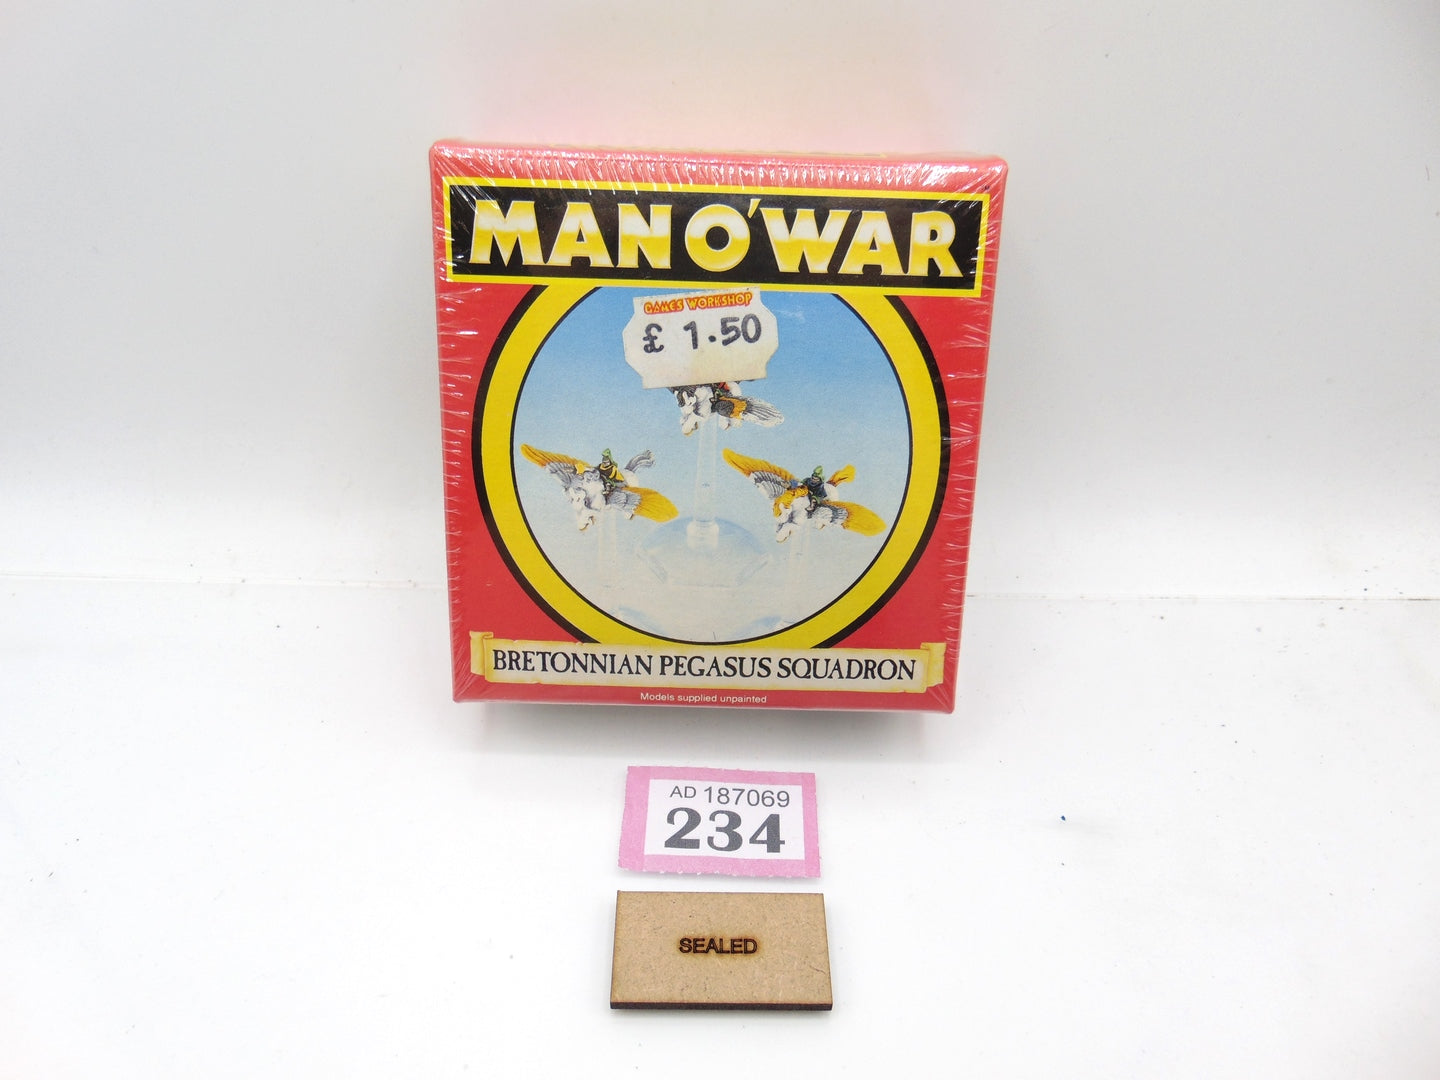 MAN O'WAR
GAMES WORKSHOP
£ 1.50
BRETONNIAN PEGASUS SQUADRON
Models supplied unpainted
AD 187069
234
SEALED